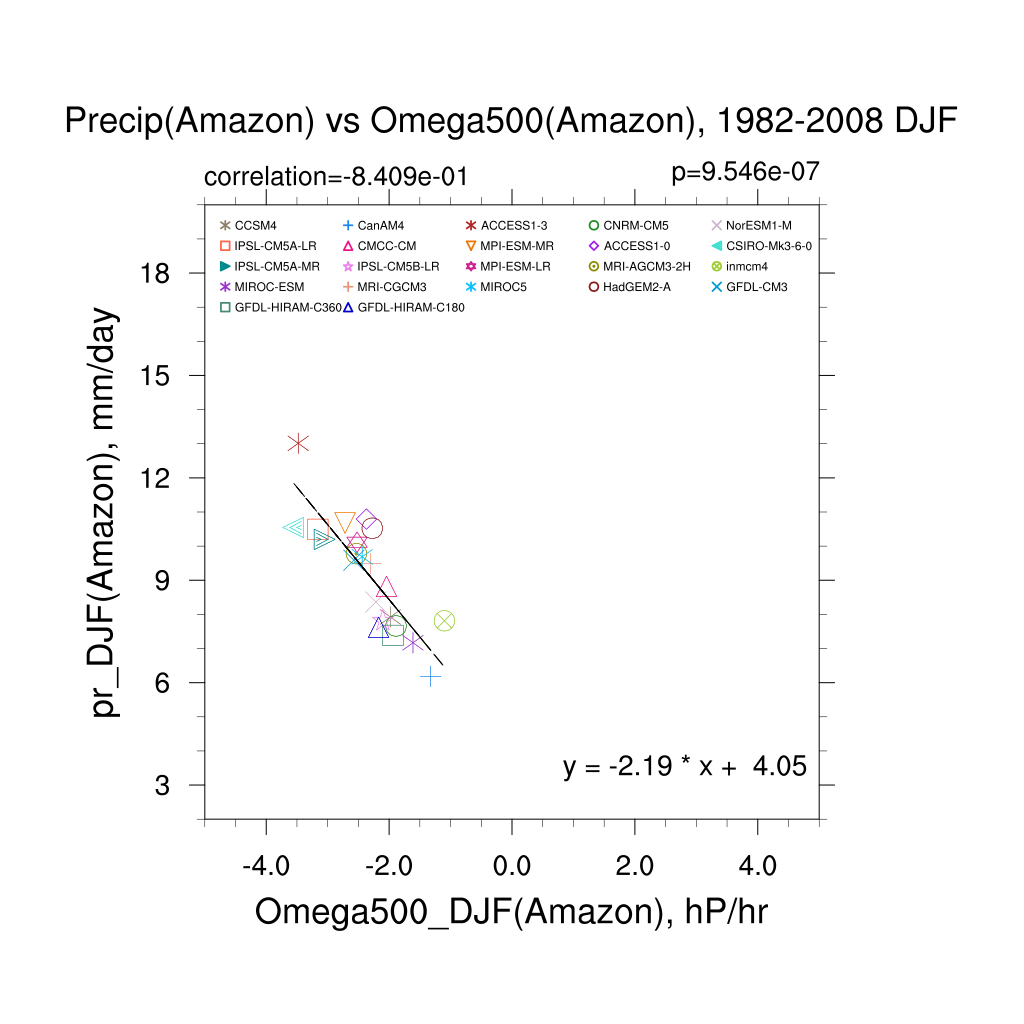 Precip(Amazon) vs Omega500(Amazon), 1982-2008 DJF
correlation=-8.409e-01 p=9.546e-07
CCSM4 CanAM4 ACCESS1-3 CNRM-CM5 NorESM1-M
IPSL-CM5A-LR CMCC-CM MPI-ESM-MR ACCESS1-0 CSIRO-Mk3-6-0
IPSL-CM5A-MR IPSL-CM5B-LR MPI-ESM-LR MRI-AGCM3-2H inmcm4
MIROC-ESM MRI-CGCM3 MIROC5 HadGEM2-A GFDL-CM3
GFDL-HIRAM-C360 GFDL-HIRAM-C180
18
15
12
9
6
3
pr_DJF(Amazon), mm/day
y = -2.19 * x + 4.05
-4.0 -2.0 0.0 2.0 4.0
Omega500_DJF(Amazon), hP/hr